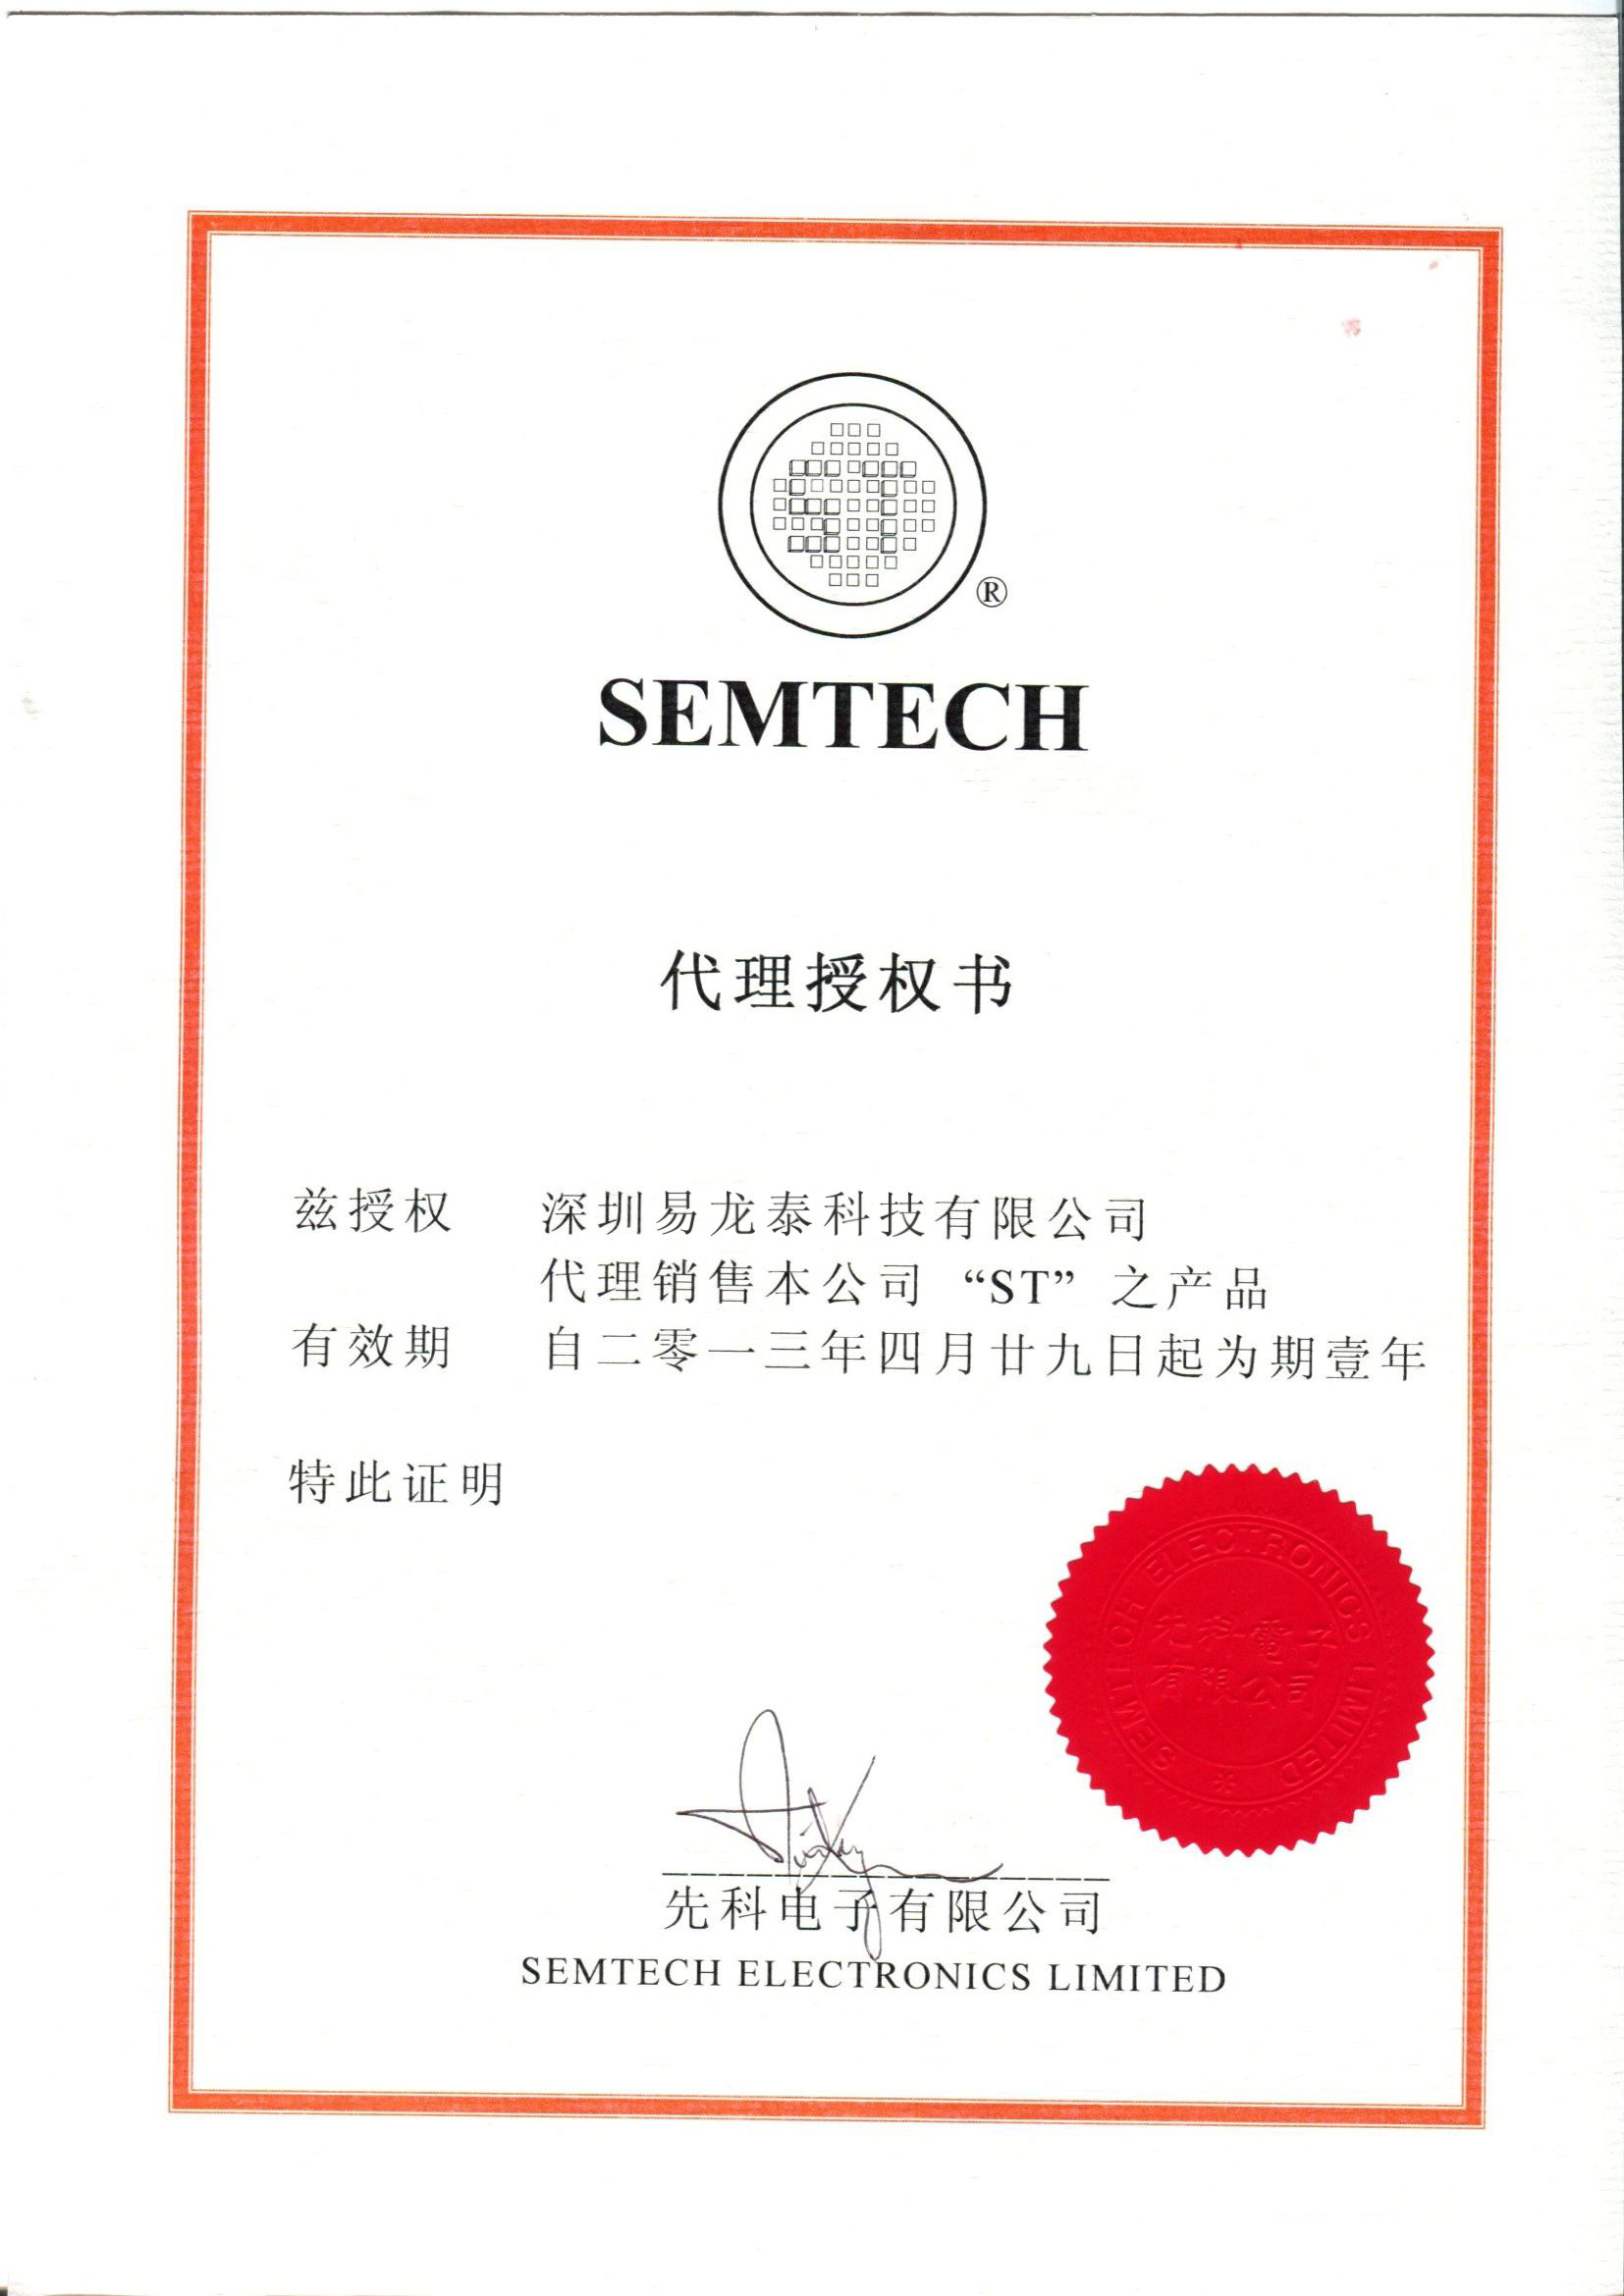 ®
SEMTECH
代理授权书
兹授权 深圳易龙泰科技有限公司
代理销售本公司 “ST” 之产品
有效期 自二零一三年四月廿九日起为期壹年
特此证明
SEMTECH ELECTRONICS LIMITED
先科電子
有限公司
*
先科电子有限公司
SEMTECH ELECTRONICS LIMITED